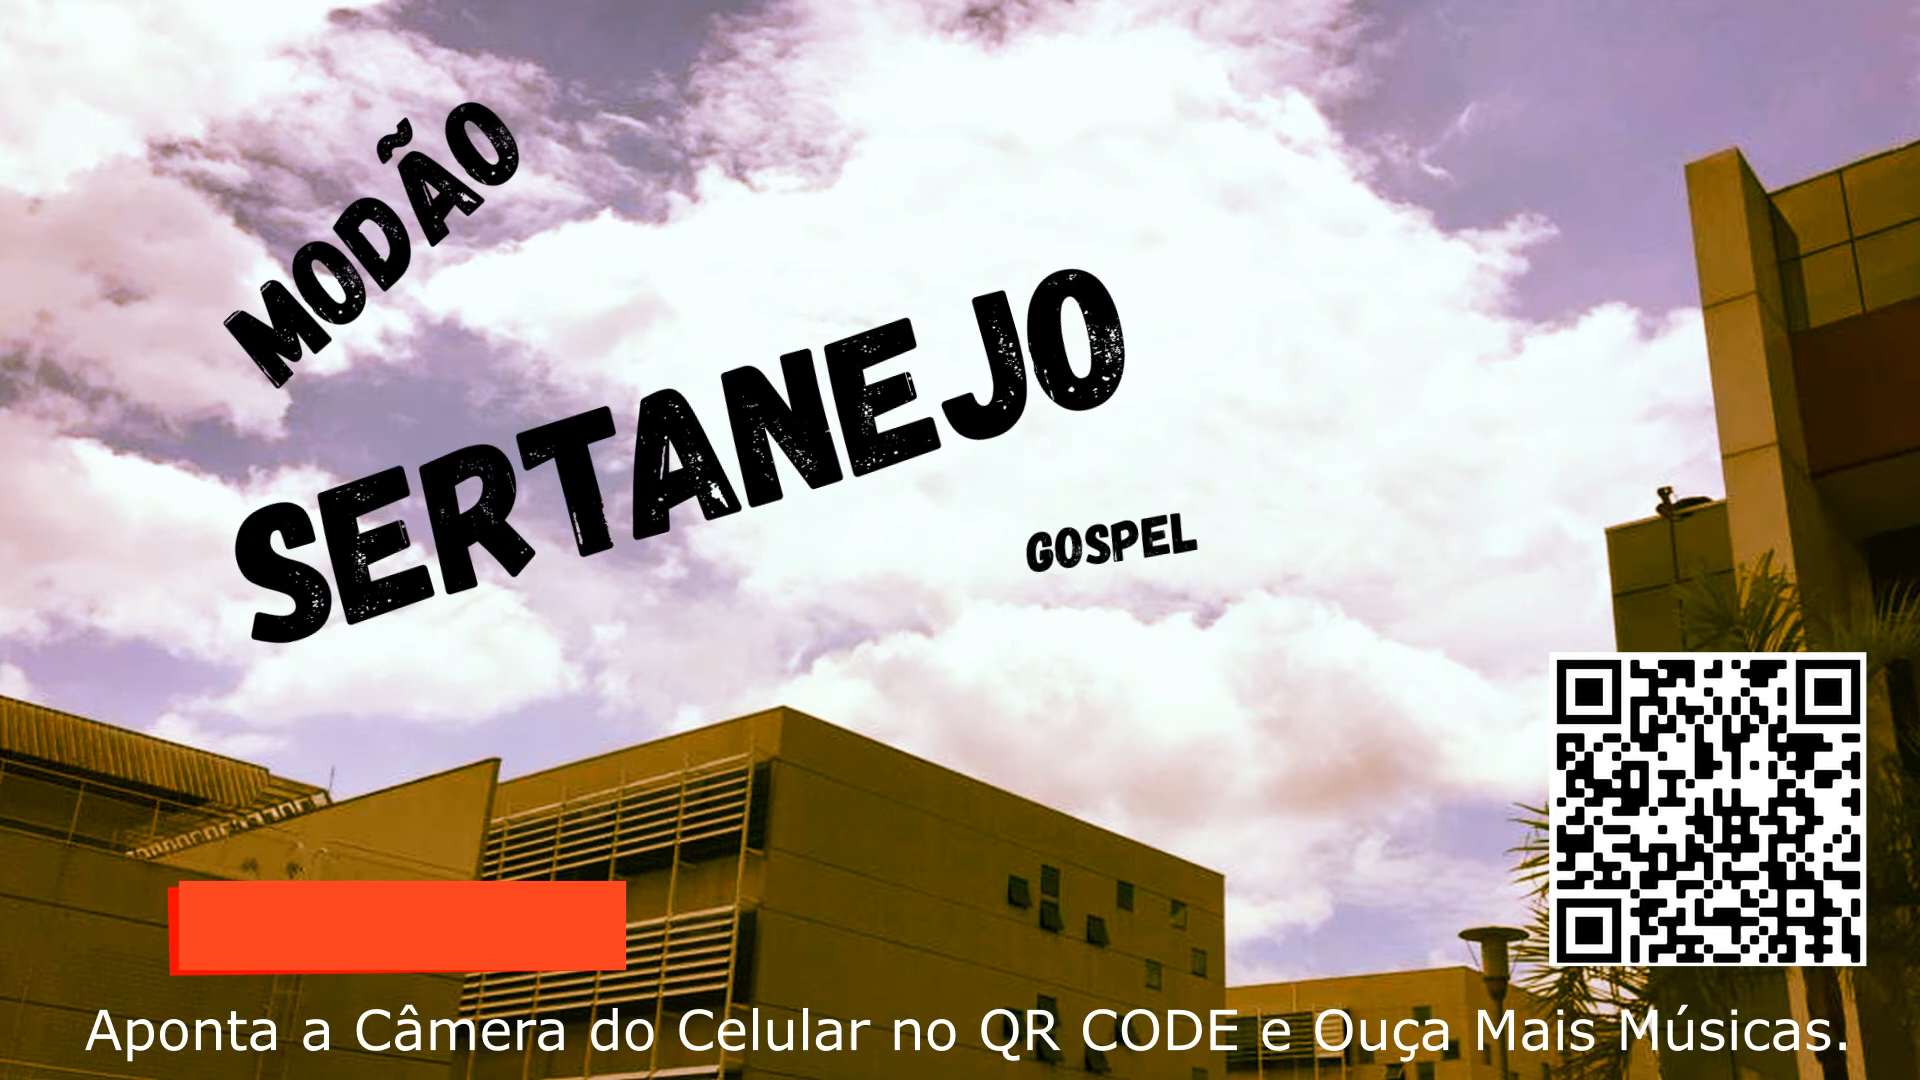 MODÃO
SERTANEJO
GOSPEL
Aponta a Câmera do Celular no QR CODE e Ouça Mais Músicas.